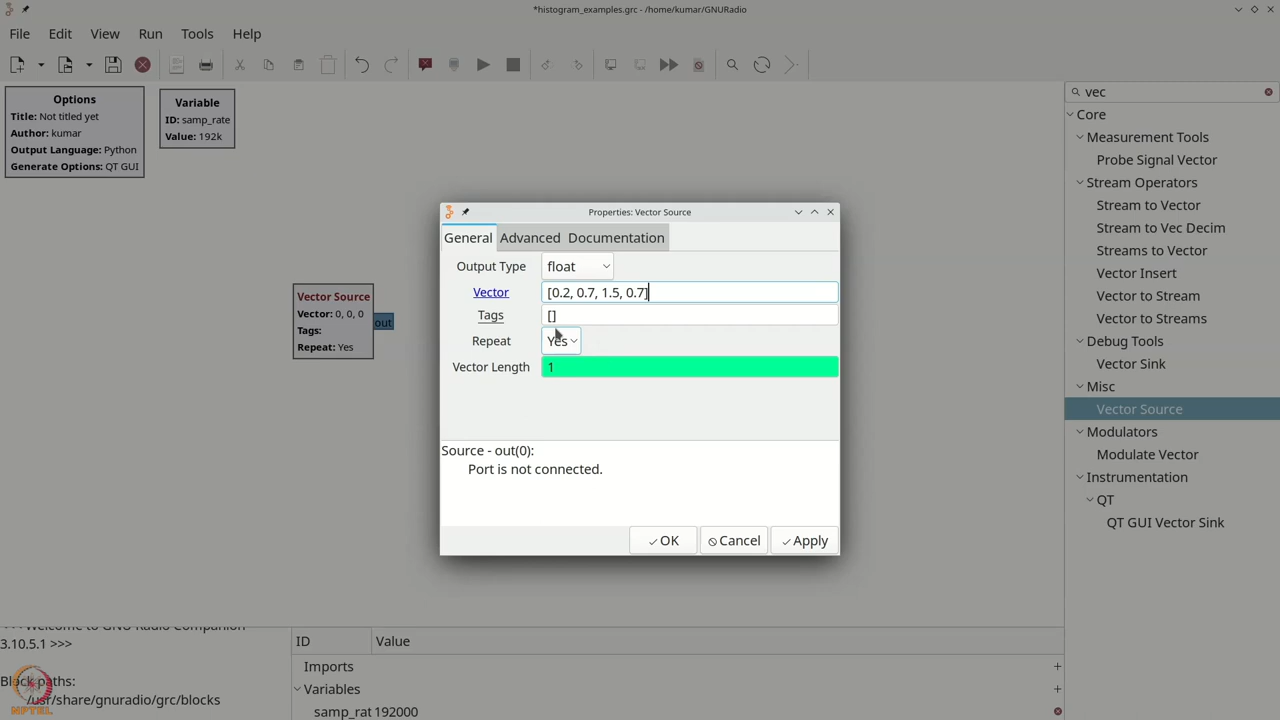 *histogram_examples.grc - /home/kumar/GNURadio
File Edit View Run Tools Help
Options
Title: Not titled yet
Author: kumar
Output Language: Python
Generate Options: QT GUI
Variable
ID: samp_rate
Value: 192k
Vector Source
Vector: 0, 0, 0
Tags:
Repeat: Yes
out
Properties: Vector Source
General Advanced Documentation
Output Type float
Vector [0.2, 0.7, 1.5, 0.7]
Tags []
Repeat Yes
Vector Length 1
Source - out(0):
Port is not connected.
OK Cancel Apply
vec
Core
Measurement Tools
Probe Signal Vector
Stream Operators
Stream to Vector
Stream to Vec Decim
Streams to Vector
Vector Insert
Vector to Stream
Vector to Streams
Debug Tools
Vector Sink
Misc
Vector Source
Modulators
Modulate Vector
Instrumentation
QT
QT GUI Vector Sink
>>> Welcome to GNU Radio Companion
3.10.5.1 >>>
Block paths:
/usr/share/gnuradio/grc/blocks
ID Value
Imports
Variables
samp_rat 192000
NPTEL